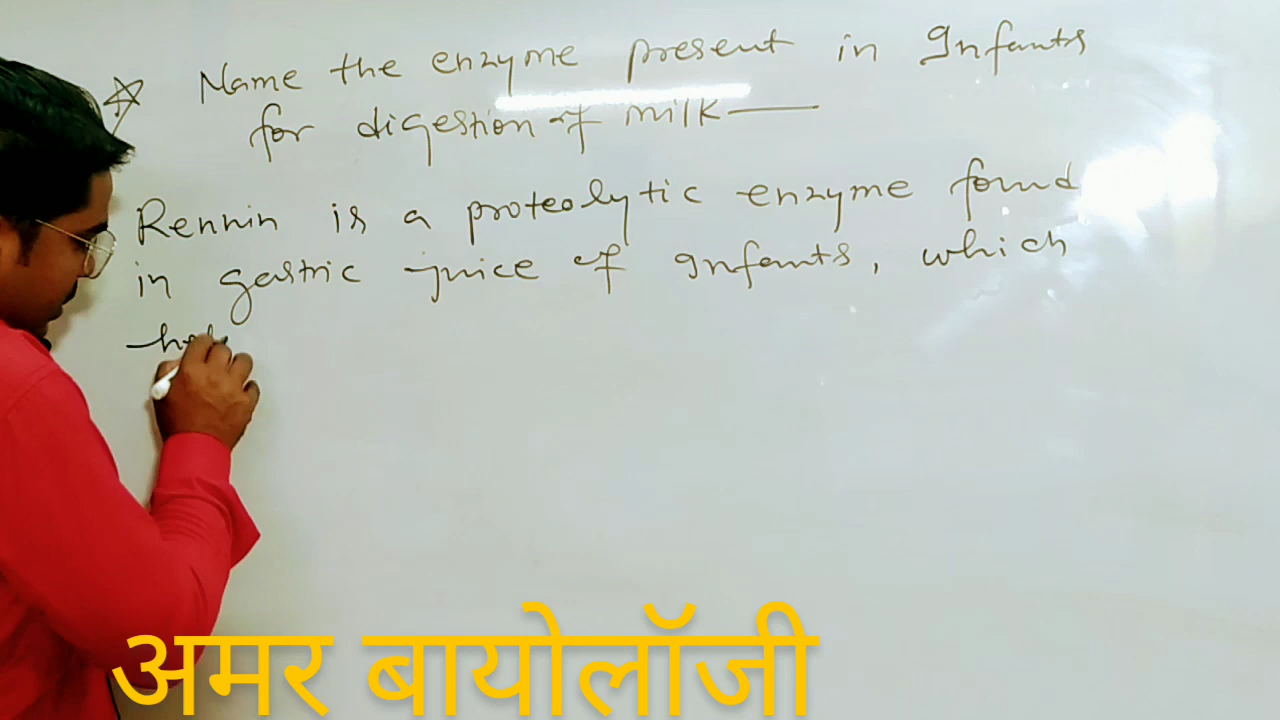 ☆ Name the enzyme present in Infants
for digestion of milk —
Rennin is a proteolytic enzyme found
in gastric juice of Infants, which
अमर बायोलॉजी